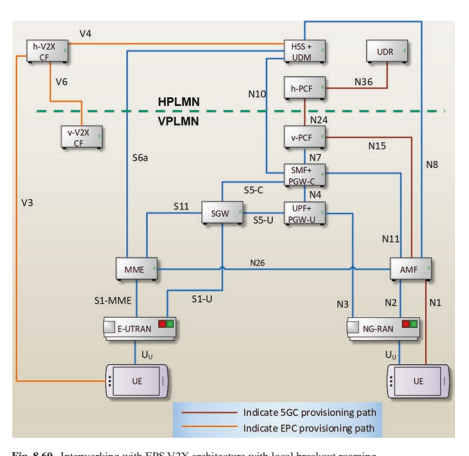 V4
h-V2X
CF
HSS +
UDM
UDR
V6
h-PCF
N36
N10
HPLMN
VPLMN
N24
v-V2X
CF
v-PCF
N15
S6a
N7
N8
SMF+
PGW-C
S5-C
N4
V3
S11
SGW
S5-U
UPF+
PGW-U
N11
MME
N26
AMF
S1-MME
S1-U
N3
N2
N1
E-UTRAN
NG-RAN
UU
UU
UE
UE
Indicate 5GC provisioning path
Indicate EPC provisioning path
Fig. 8.60 Interworking with EPS V2X architecture with local breakout roaming